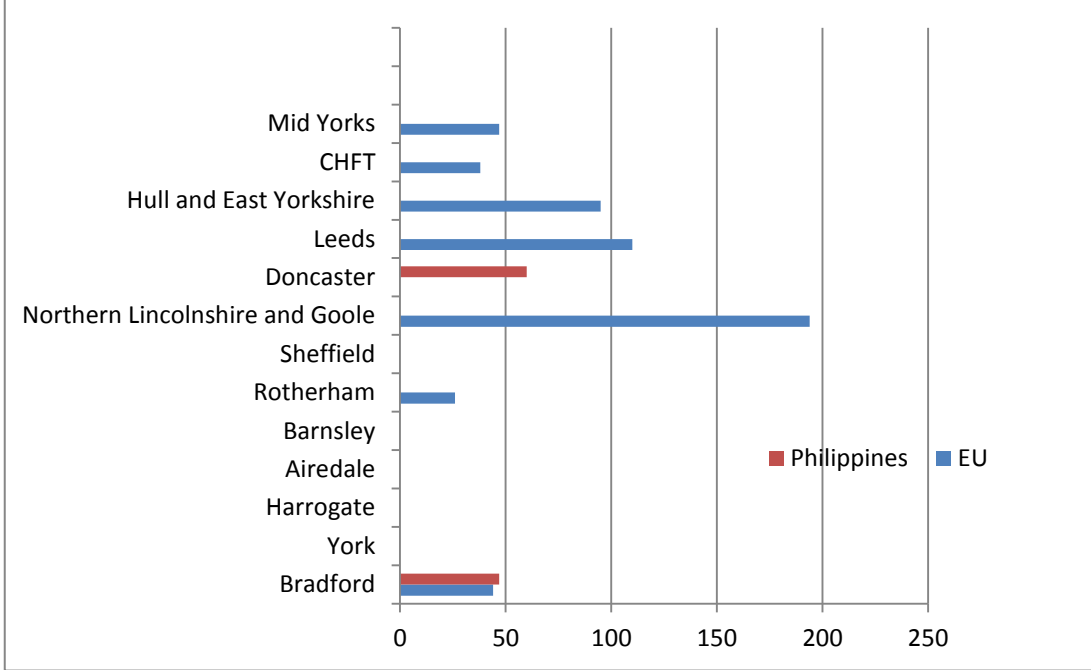 Mid Yorks
CHFT
Hull and East Yorkshire
Leeds
Doncaster
Northern Lincolnshire and Goole
Sheffield
Rotherham
Barnsley
Airedale
Harrogate
York
Bradford
Philippines EU
0 50 100 150 200 250